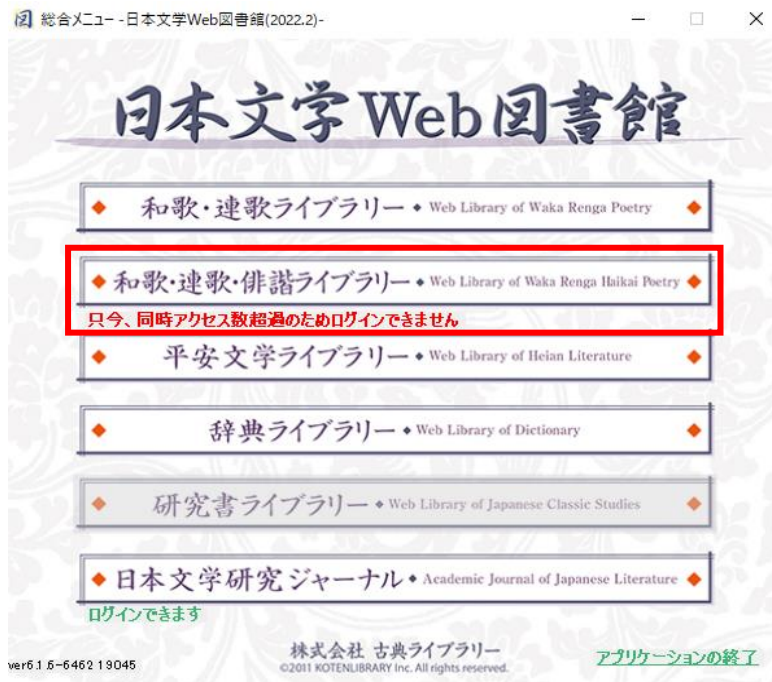 図 総合メニュー -日本文学Web図書館(2022.2)-
日本文学Web図書館
和歌・連歌ライブラリー ◆ Web Library of Waka Renga Poetry
和歌・連歌・俳諧ライブラリー ◆ Web Library of Waka Renga Haikai Poetry
只今、同時アクセス数超過のためログインできません
平安文学ライブラリー ◆ Web Library of Heian Literature
辞典ライブラリー ◆ Web Library of Dictionary
研究書ライブラリー ◆ Web Library of Japanese Classic Studies
日本文学研究ジャーナル ◆ Academic Journal of Japanese Literature
ログインできます
株式会社 古典ライブラリー
ver6.1.6-6462 19045
©2011 KOTENLIBRARY Inc. All rights reserved.
アプリケーションの終了